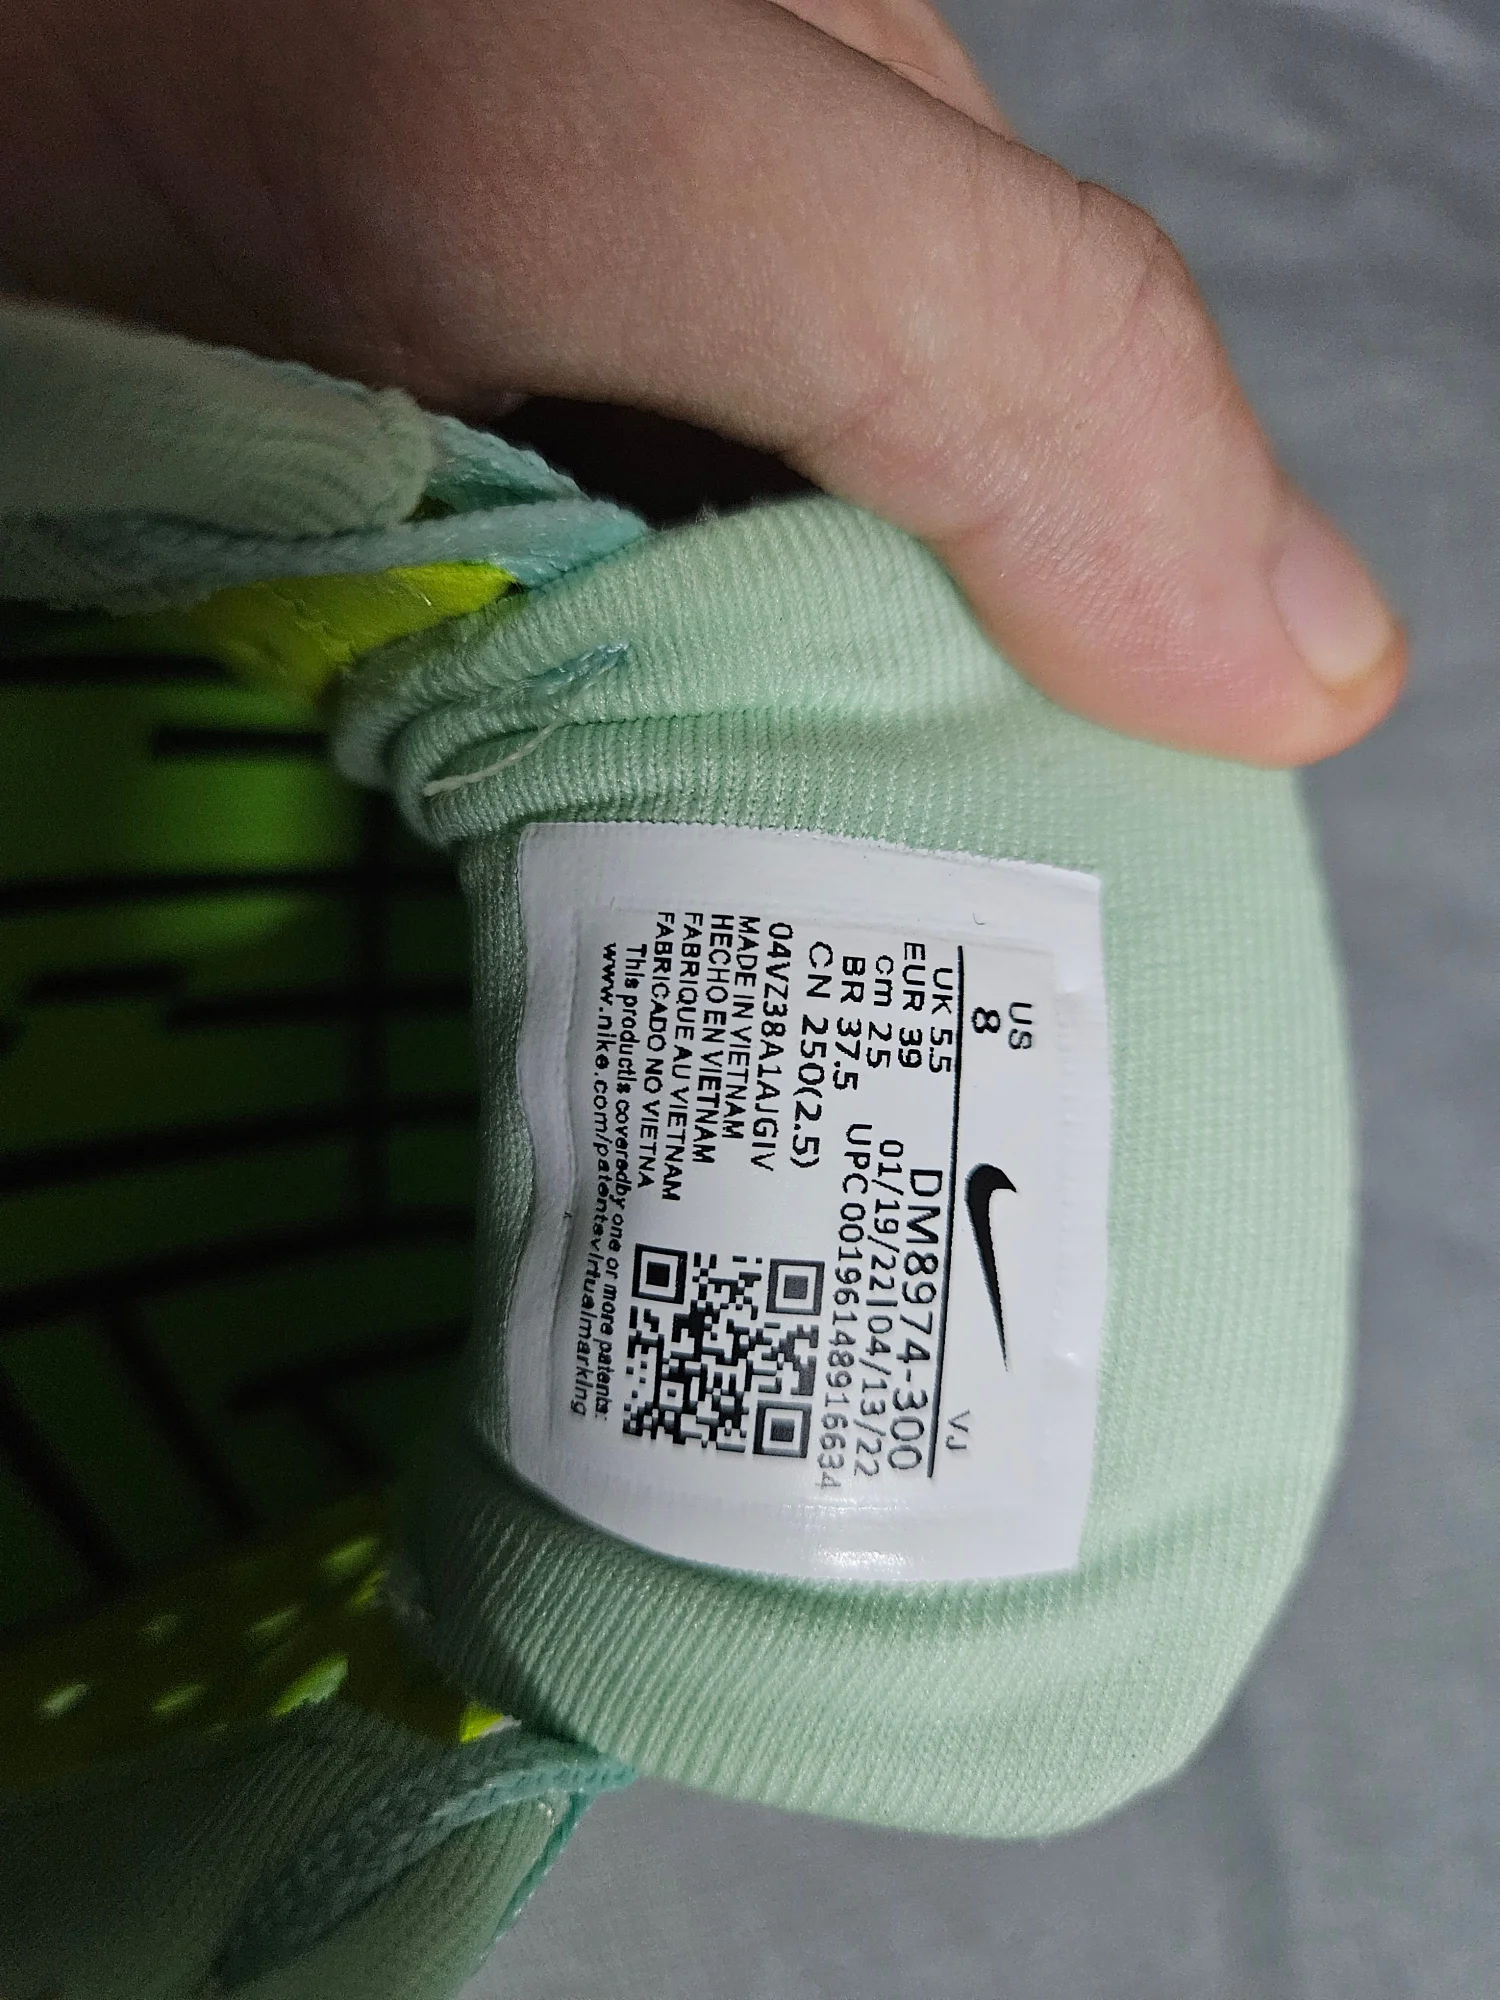 US
8
VJ
UK 5.5
DM8974-300
EUR 39
01/19/22|04/13/22
cm 25
UPC 00196148916634
BR 37.5
CN 250(2.5)
04VZ38A1AJGIV
MADE IN VIETNAM
HECHO EN VIETNAM
FABRIQUE AU VIETNAM
FABRICADO NO VIETNA
This product is covered by one or more patents:
www.nike.com/patentsvirtualmarking